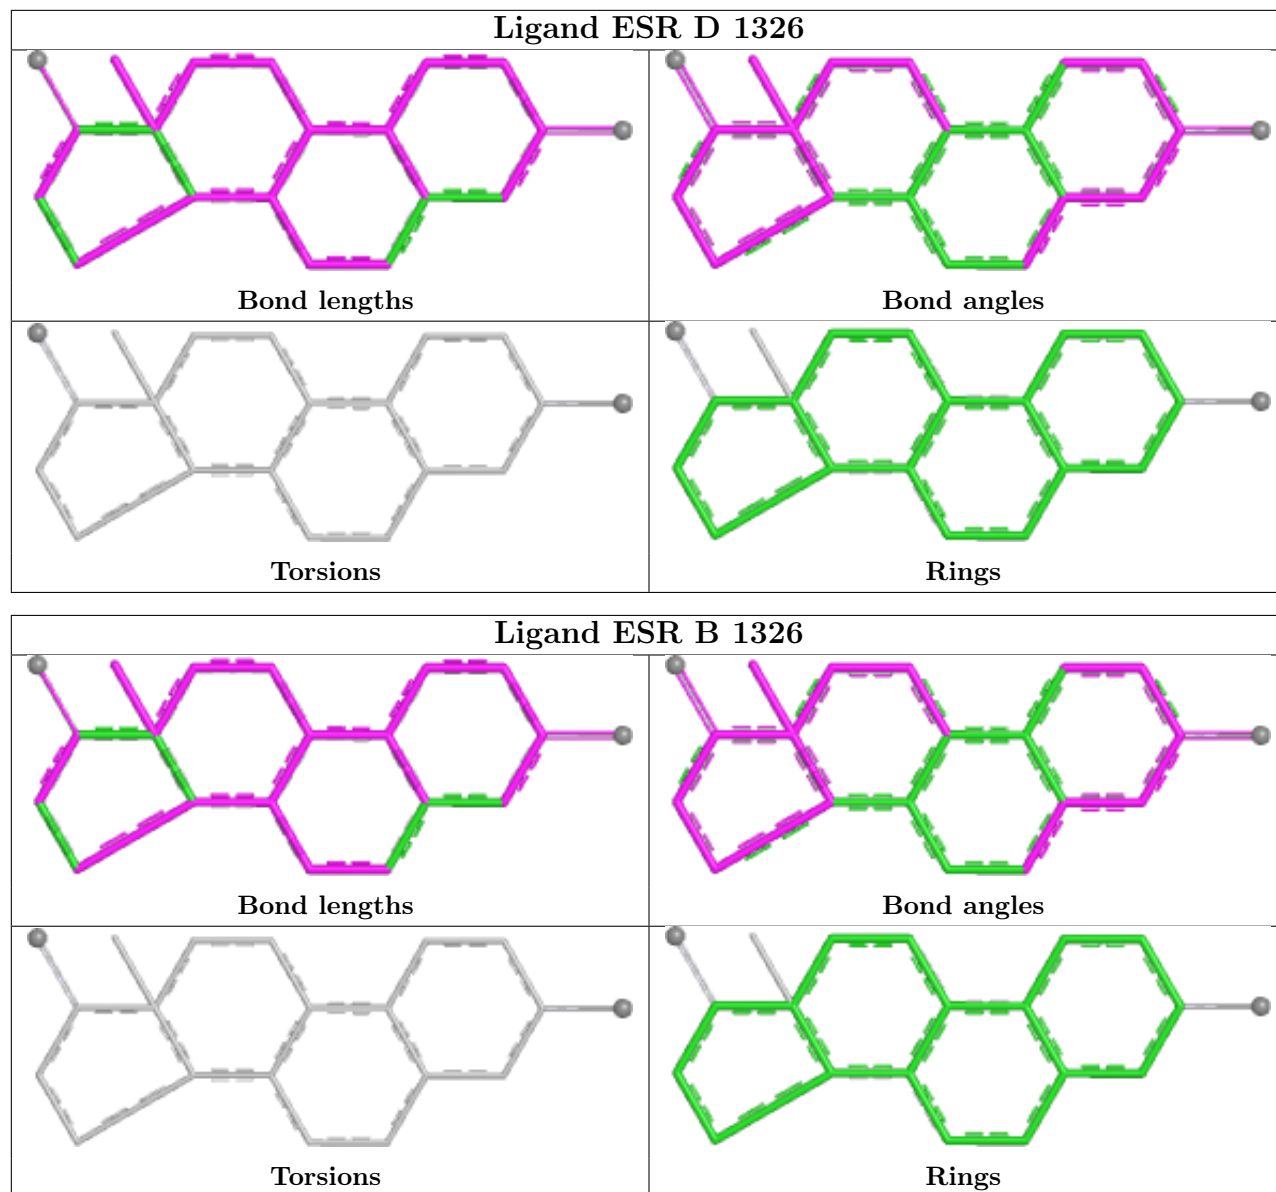 Ligand ESR D 1326
Bond lengths
Bond angles
Torsions
Rings
Ligand ESR B 1326
Bond lengths
Bond angles
Torsions
Rings